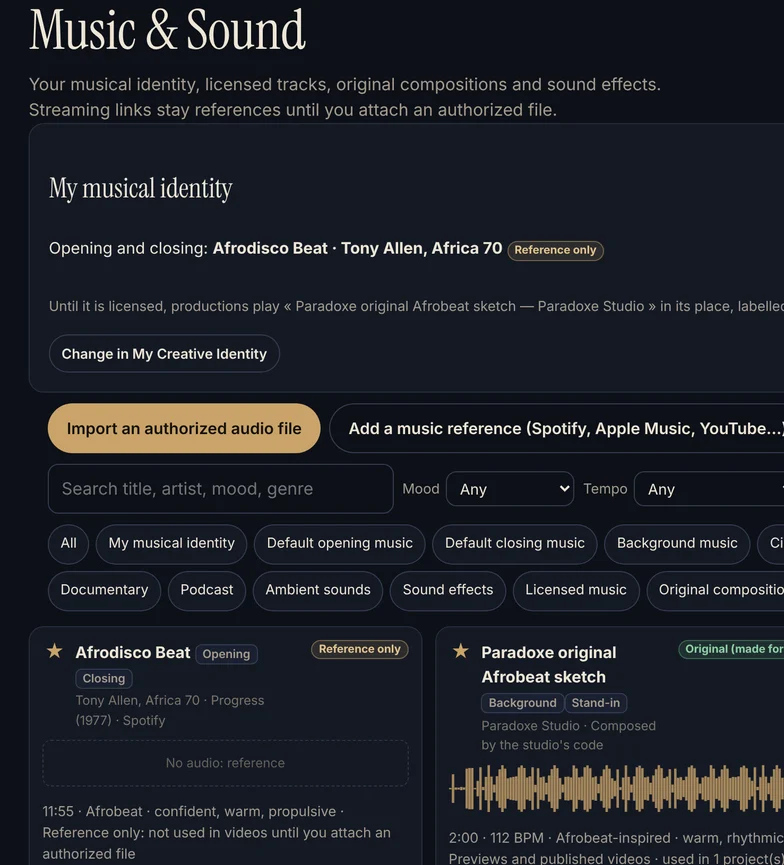 Music & Sound
Your musical identity, licensed tracks, original compositions and sound effects.
Streaming links stay references until you attach an authorized file.
My musical identity
Opening and closing: Afrodisco Beat · Tony Allen, Africa 70 Reference only
Until it is licensed, productions play « Paradoxe original Afrobeat sketch — Paradoxe Studio » in its place, labelled
Change in My Creative Identity
Import an authorized audio file Add a music reference (Spotify, Apple Music, YouTube...)
Search title, artist, mood, genre Mood Any Tempo Any
All My musical identity Default opening music Default closing music Background music
Documentary Podcast Ambient sounds Sound effects Licensed music Original
★ Afrodisco Beat Opening Reference only
Closing
Tony Allen, Africa 70 · Progress
(1977) · Spotify
No audio: reference
11:55 · Afrobeat · confident, warm, propulsive ·
Reference only: not used in videos until you attach an
authorized file
★ Paradoxe original Original (made for
Afrobeat sketch
Background Stand-in
Paradoxe Studio · Composed
by the studio's code
2:00 · 112 BPM · Afrobeat-inspired · warm, rhythmic
Previews and published videos · used in 1 project(s)